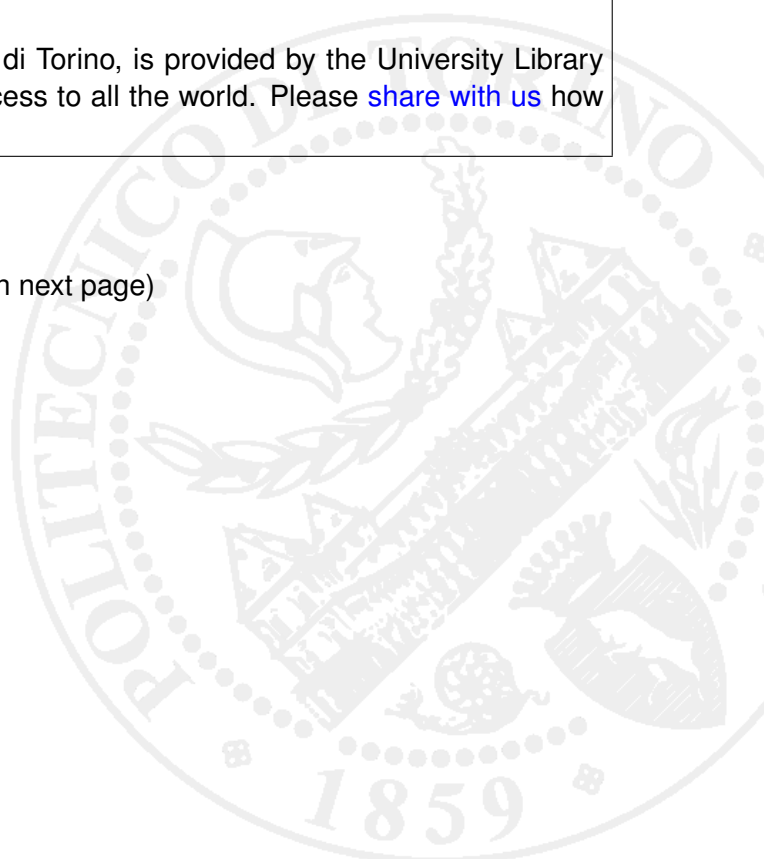 di Torino, is provided by the University Library
cess to all the world. Please share with us how
n next page)
POLITECNICO DI TORINO
1859